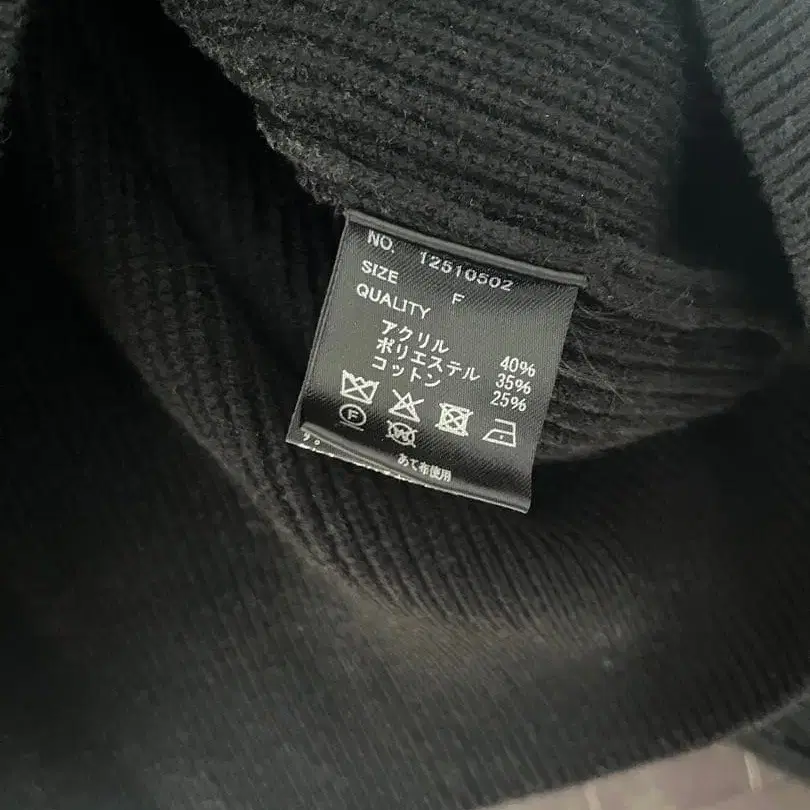 NO. 12510502
SIZE F
QUALITY
アクリル 40%
ポリエステル 35%
コットン 25%
F W
あて布使用
す。